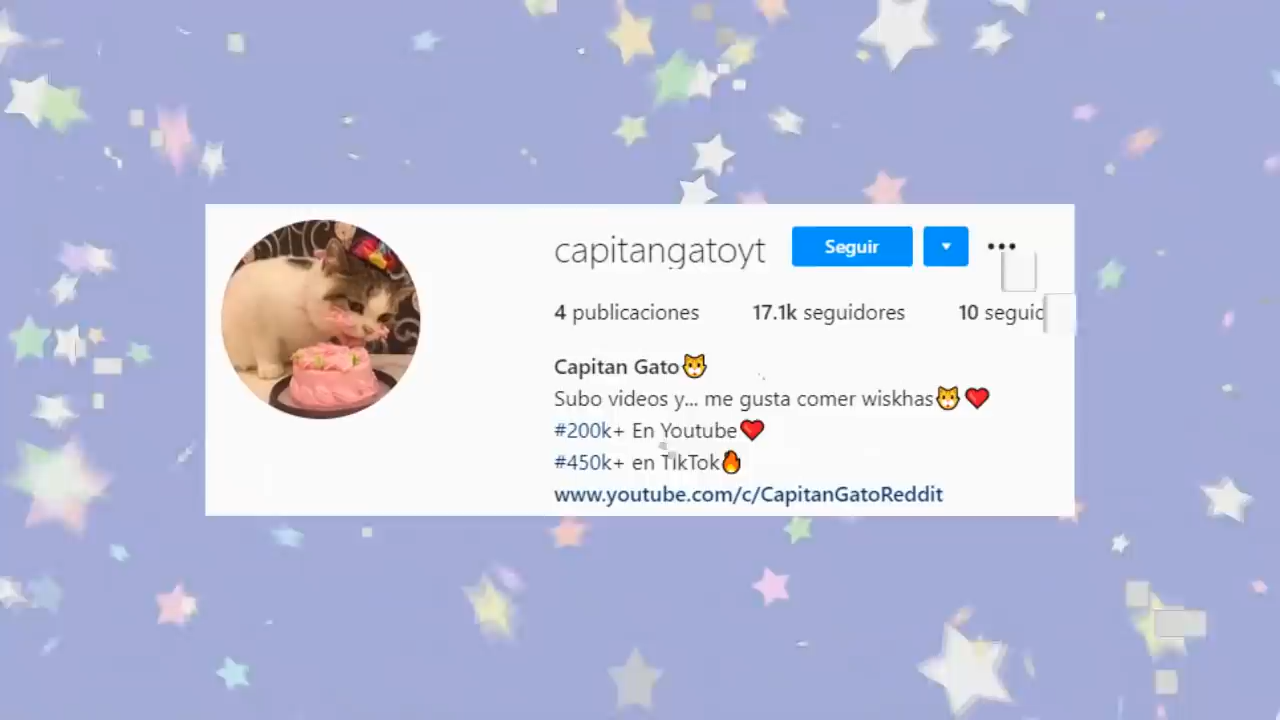 capitangatoyt Seguir
4 publicaciones 17.1k seguidores 10 seguid
Capitan Gato🐱
Subo videos y... me gusta comer wiskhas🐱❤️
#200k+ En Youtube❤️
#450k+ en TikTok🔥
www.youtube.com/c/CapitanGatoReddit